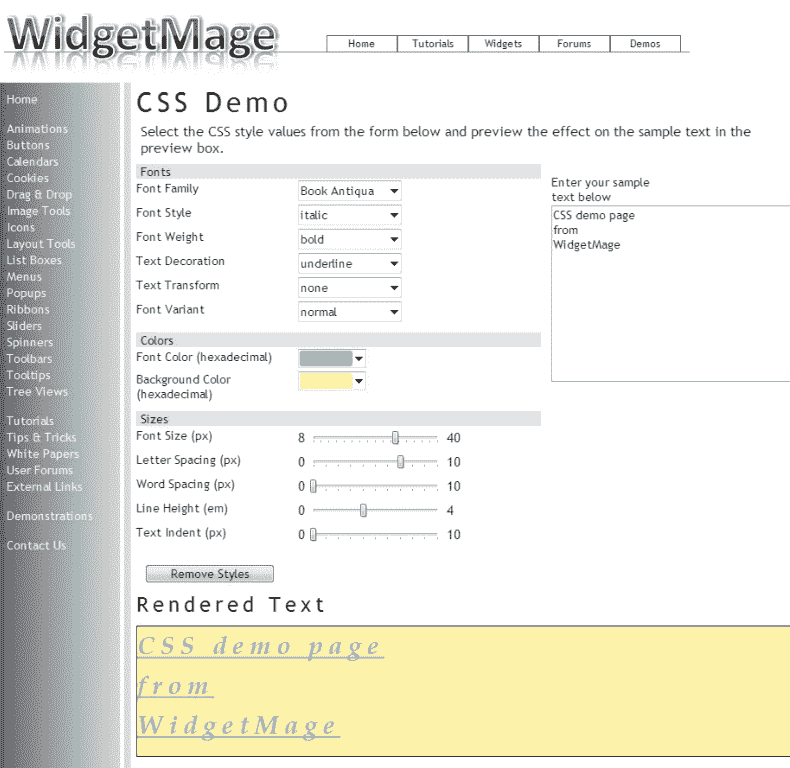 WidgetMage
Home Tutorials Widgets Forums Demos
Home
Animations
Buttons
Calendars
Cookies
Drag & Drop
Image Tools
Icons
Layout Tools
List Boxes
Menus
Popups
Ribbons
Sliders
Spinners
Toolbars
Tooltips
Tree Views
Tutorials
Tips & Tricks
White Papers
User Forums
External Links
Demonstrations
Contact Us
CSS Demo
Select the CSS style values from the form below and preview the effect on the sample text in the
preview box.
Fonts
Font Family Book Antiqua
Font Style italic
Font Weight bold
Text Decoration underline
Text Transform none
Font Variant normal
Colors
Font Color (hexadecimal)
Background Color
(hexadecimal)
Sizes
Font Size (px) 8 40
Letter Spacing (px) 0 10
Word Spacing (px) 0 10
Line Height (em) 0 4
Text Indent (px) 0 10
Remove Styles
Enter your sample
text below
CSS demo page
from
WidgetMage
Rendered Text
CSS demo page
from
WidgetMage